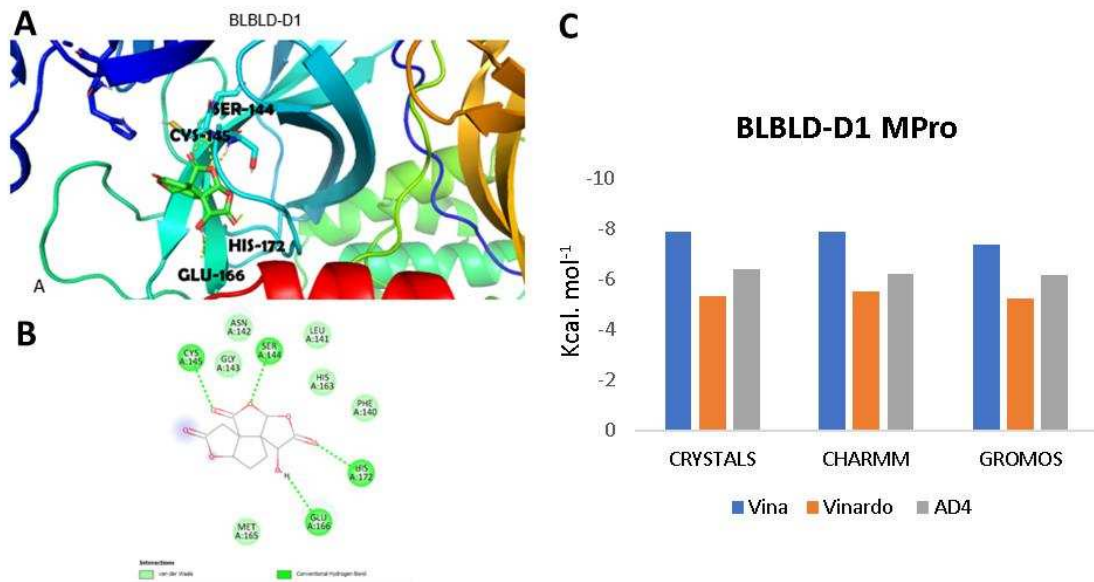 A
BLBLD-D1
SER-144
CYS-145
HIS-172
GLU-166
A
B
ASN
A:142
LEU
A:141
CYS
A:145
GLY
A:143
SER
A:144
HIS
A:163
PHE
A:140
HIS
A:172
GLU
A:166
MET
A:165
O
O
O
O
O
O
O
H
Interactions
van der Waals
Conventional Hydrogen Bond
C
BLBLD-D1 MPro
Kcal. mol⁻¹
-10
-8
-6
-4
-2
0
CRYSTALS CHARMM GROMOS
Vina Vinardo AD4